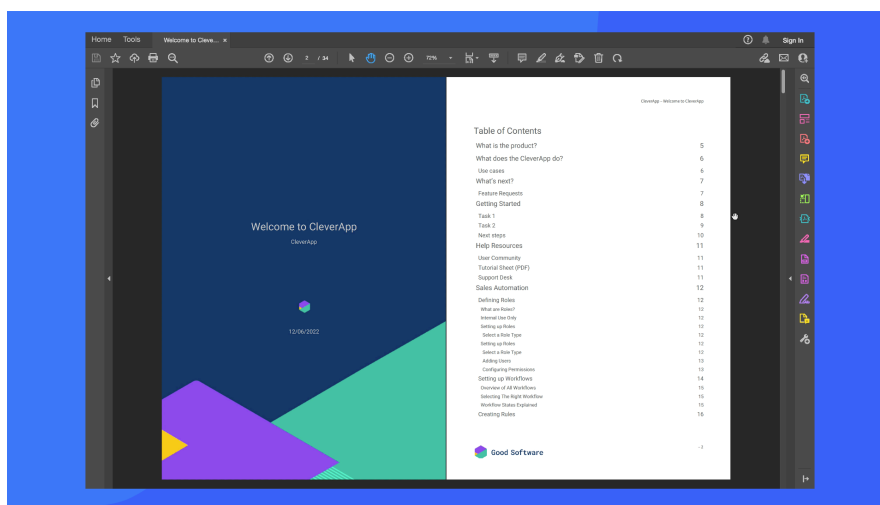 Home Tools Welcome to Cleve... × ? Sign In
2 / 34 72%
Welcome to CleverApp
CleverApp
12/06/2022
CleverApp - Welcome to CleverApp
Table of Contents
What is the product? 5
What does the CleverApp do? 6
Use cases 6
What's next? 7
Feature Requests 7
Getting Started 8
Task 1 8
Task 2 9
Next steps 10
Help Resources 11
User Community 11
Tutorial Sheet (PDF) 11
Support Desk 11
Sales Automation 12
Defining Roles 12
What are Roles? 12
Internal Use Only 12
Setting up Roles 12
Select a Role Type 12
Setting up Roles 12
Select a Role Type 12
Adding Users 13
Configuring Permissions 13
Setting up Workflows 14
Overview of All Workflows 15
Selecting The Right Workflow 15
Workflow States Explained 15
Creating Rules 16
Good Software - 2